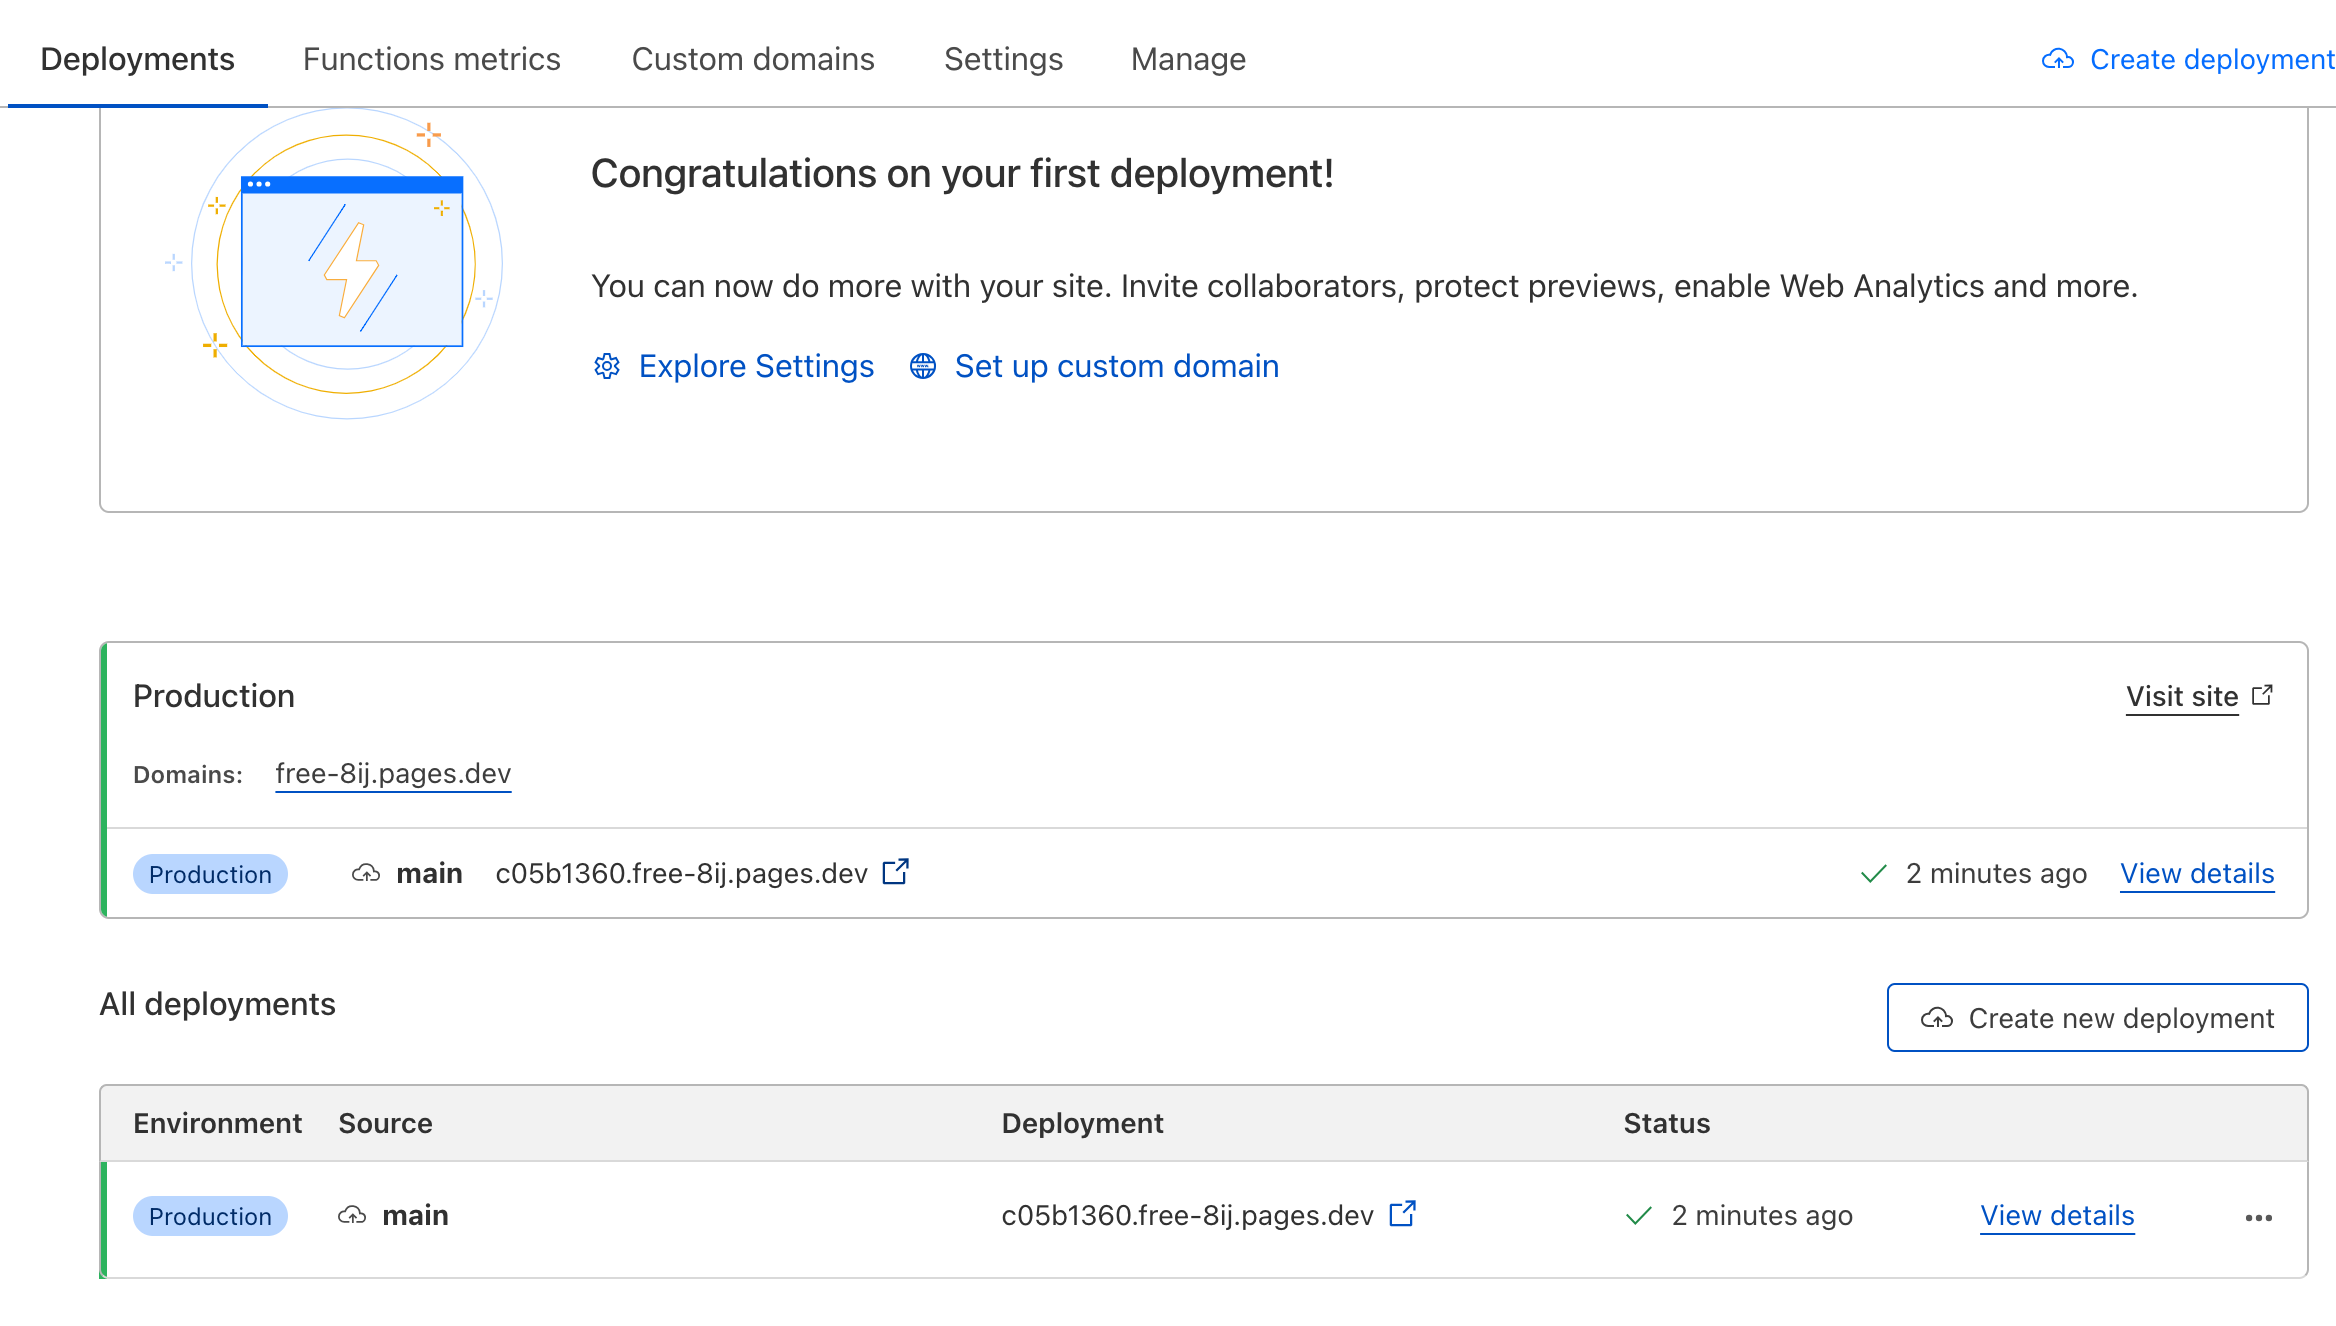 Deployments Functions metrics Custom domains Settings Manage Create deployment
Congratulations on your first deployment!
You can now do more with your site. Invite collaborators, protect previews, enable Web Analytics and more.
Explore Settings Set up custom domain
Production Visit site
Domains: free-8ij.pages.dev
Production main c05b1360.free-8ij.pages.dev 2 minutes ago View details
All deployments Create new deployment
Environment Source Deployment Status
Production main c05b1360.free-8ij.pages.dev 2 minutes ago View details